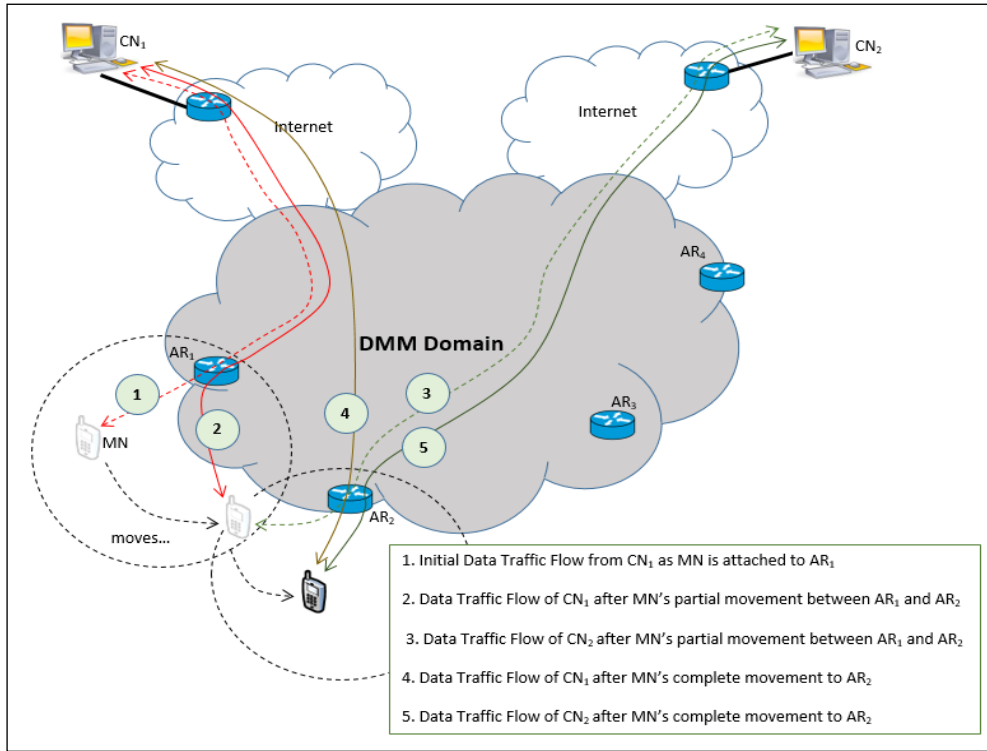 CN₁
CN₂
Internet
Internet
AR₄
DMM Domain
AR₁
1
3
4
2
AR₃
MN
5
AR₂
moves...
1. Initial Data Traffic Flow from CN₁ as MN is attached to AR₁
2. Data Traffic Flow of CN₁ after MN’s partial movement between AR₁ and AR₂
3. Data Traffic Flow of CN₂ after MN’s partial movement between AR₁ and AR₂
4. Data Traffic Flow of CN₁ after MN’s complete movement to AR₂
5. Data Traffic Flow of CN₂ after MN’s complete movement to AR₂